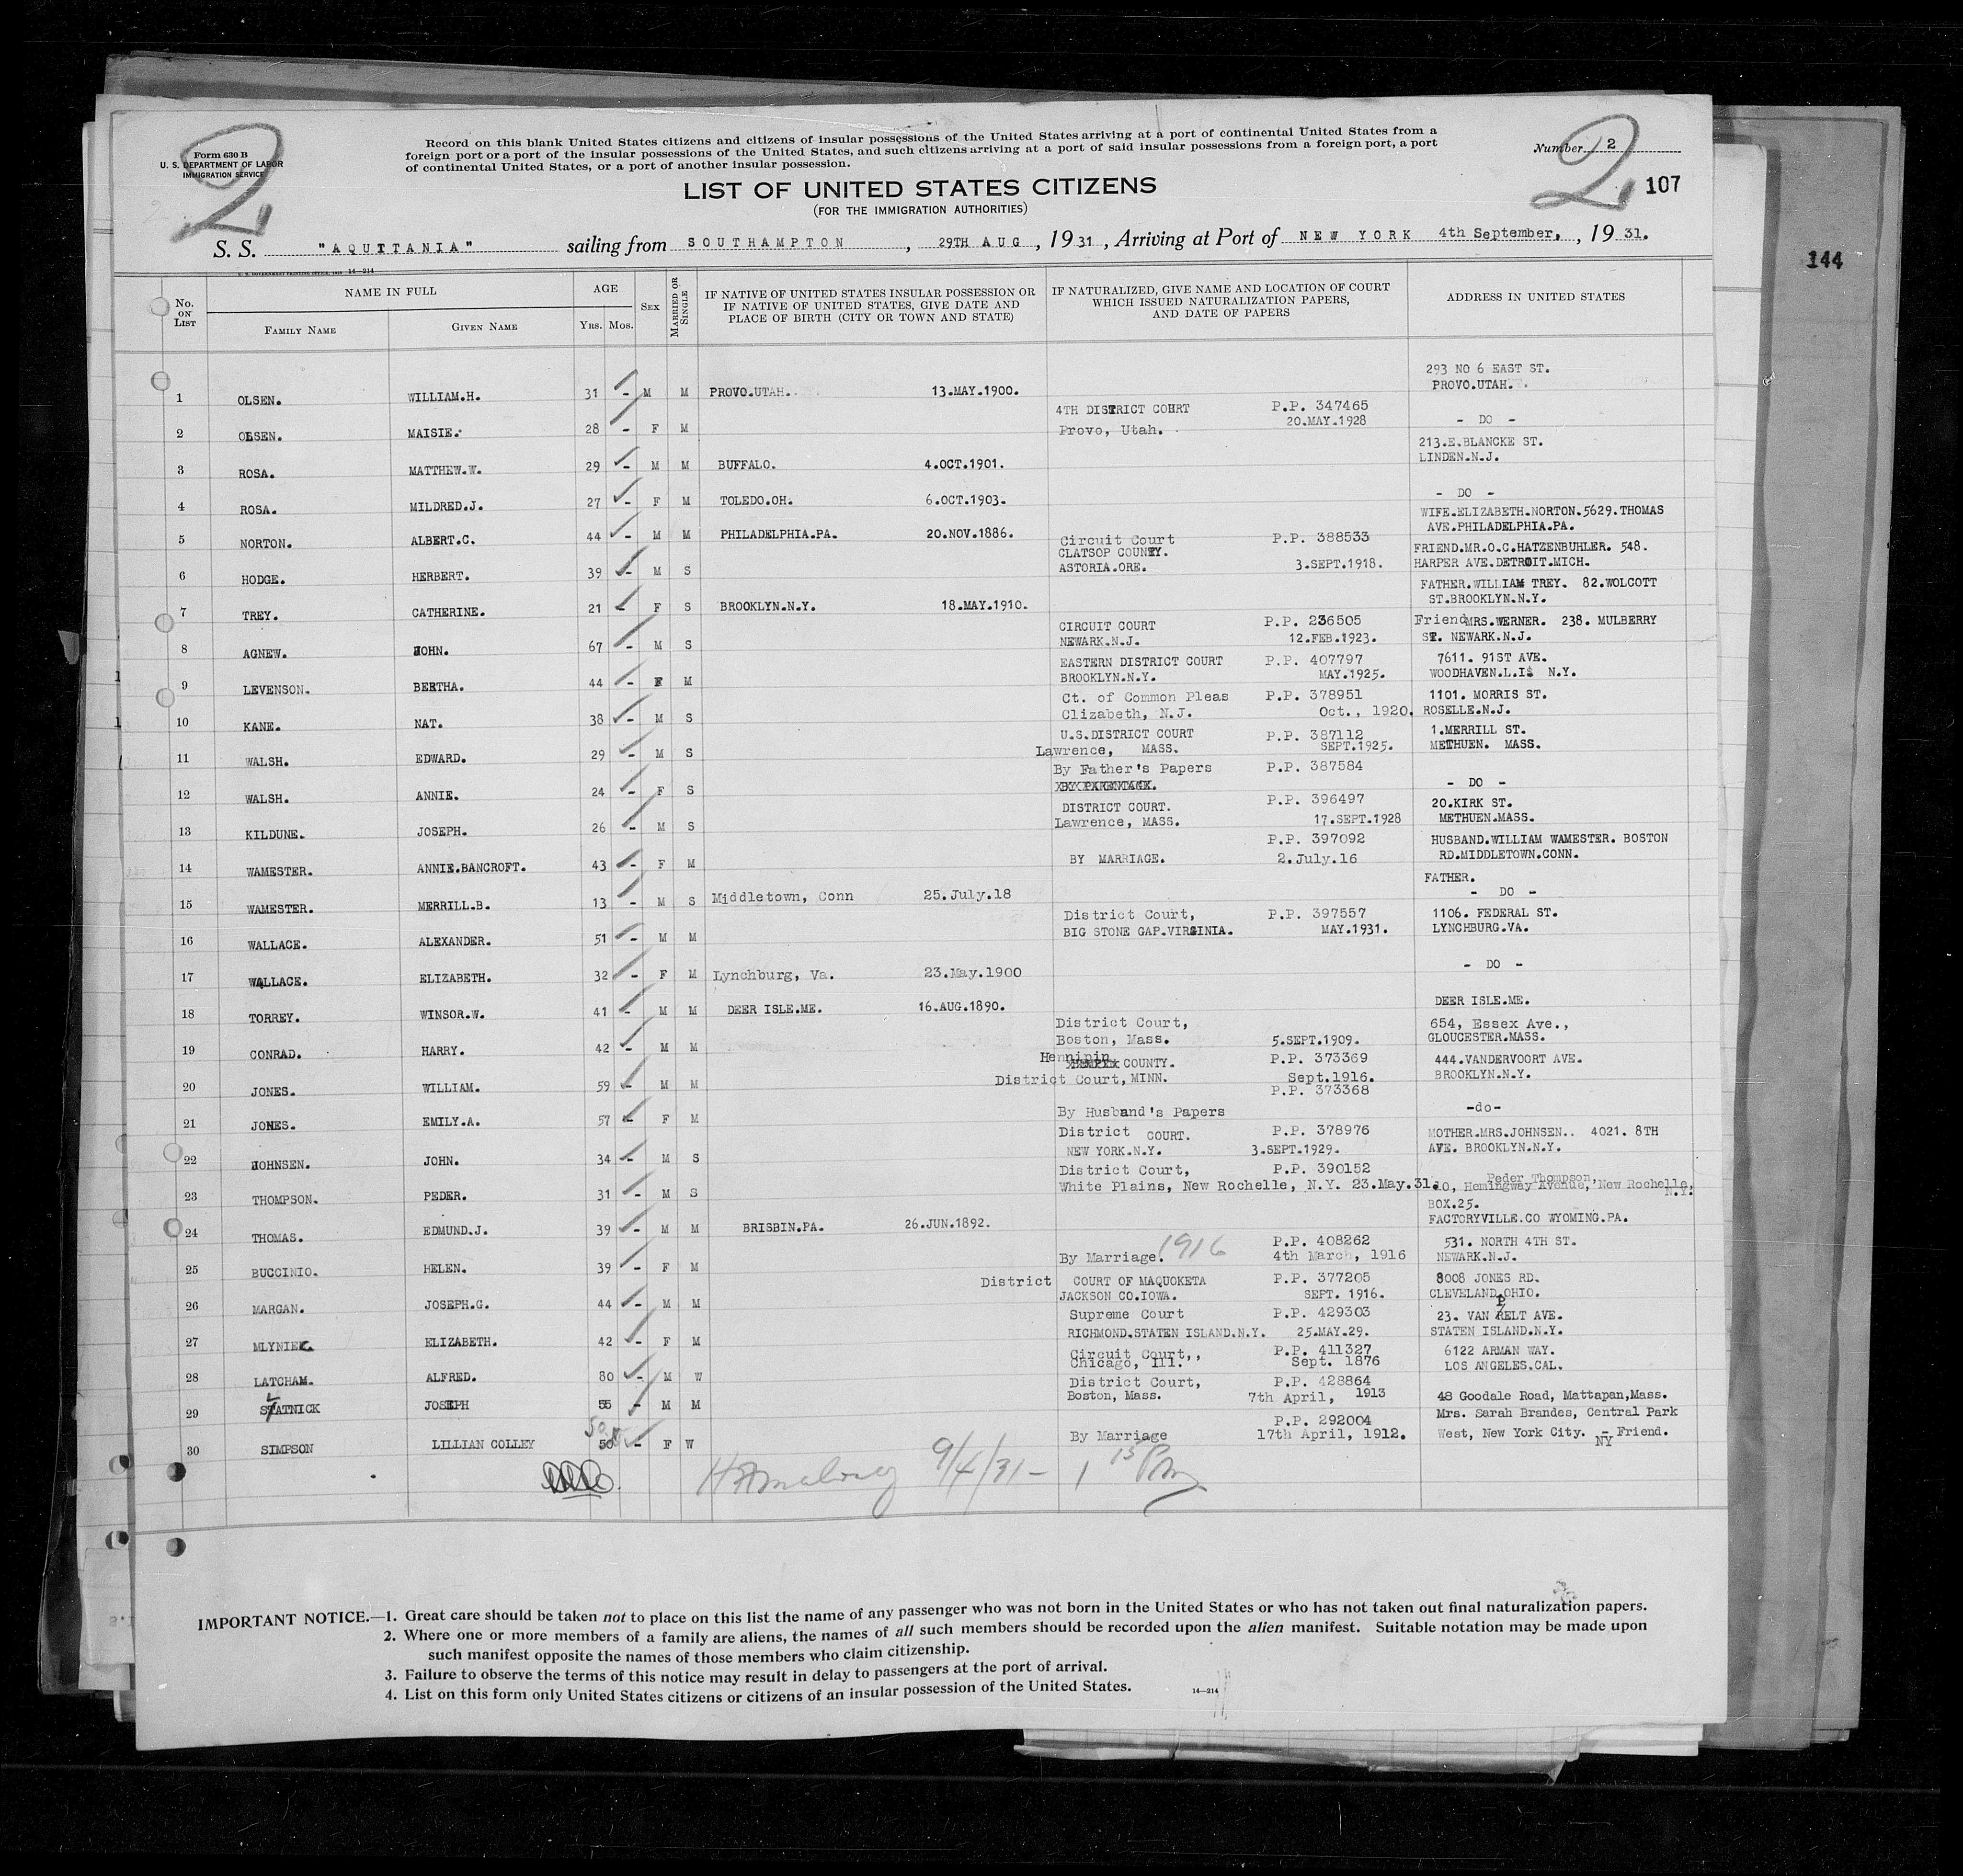 Form 630 B
U. S. DEPARTMENT OF LABOR
IMMIGRATION SERVICE
2
Record on this blank United States citizens and citizens of insular possessions of the United States arriving at a port of continental United States from a
foreign port or a port of the insular possessions of the United States, and such citizens arriving at a port of said insular possessions from a foreign port, a port
of continental United States, or a port of another insular possession.
Number 2
2
107
144
LIST OF UNITED STATES CITIZENS
(FOR THE IMMIGRATION AUTHORITIES)
S. S. "AQUITANIA" sailing from SOUTHAMPTON, 29TH AUG, 1931, Arriving at Port of NEW YORK 4th September, , 1931.
14—214
No. ON LIST
NAME IN FULL
FAMILY NAME GIVEN NAME
AGE
YRS. MOS.
SEX
MARRIED OR SINGLE
IF NATIVE OF UNITED STATES INSULAR POSSESSION OR
IF NATIVE OF UNITED STATES, GIVE DATE AND
PLACE OF BIRTH (CITY OR TOWN AND STATE)
IF NATURALIZED, GIVE NAME AND LOCATION OF COURT
WHICH ISSUED NATURALIZATION PAPERS,
AND DATE OF PAPERS
ADDRESS IN UNITED STATES
293 NO 6 EAST ST.
1 OLSEN. WILLIAM.H. 31 - M M PROVO.UTAH. 13.MAY.1900. PROVO.UTAH.
4TH DISTRICT COURT P.P. 347465
2 OLSEN. MAISIE. 28 - F M Provo, Utah. 20.MAY.1928 - DO -
213.E.BLANCKE ST.
3 ROSA. MATTHEW.W. 29 - M M BUFFALO. 4.OCT.1901. LINDEN.N.J.
4 ROSA. MILDRED.J. 27 - F M TOLEDO.OH. 6.OCT.1903. - DO -
WIFE.ELIZABETH.NORTON.5629.THOMAS
5 NORTON. ALBERT.C. 44 - M M PHILADELPHIA.PA. 20.NOV.1886. AVE.PHILADELPHIA.PA.
Circuit Court P.P. 388533
CLATSOP COUNTY. FRIEND.MR.O.C.HATZENBUHLER. 548.
6 HODGE. HERBERT. 39 - M S ASTORIA.ORE. 3.SEPT.1918. HARPER AVE.DETROIT.MICH.
FATHER.WILLIAM TREY. 82.WOLCOTT
7 TREY. CATHERINE. 21 F S BROOKLYN.N.Y. 18.MAY.1910. ST.BROOKLYN.N.Y.
CIRCUIT COURT P.P. 236505 Friend MRS.WERNER. 238. MULBERRY
8 AGNEW. JOHN. 67 - M S NEWARK.N.J. 12.FEB.1923. ST. NEWARK.N.J.
EASTERN DISTRICT COURT P.P. 407797 7611. 91ST AVE.
9 LEVENSON. BERTHA. 44 - F M BROOKLYN.N.Y. MAY.1925. WOODHAVEN.L.I. N.Y.
Ct. of Common Pleas P.P. 378951 1101. MORRIS ST.
10 KANE. NAT. 38 - M S Clizabeth, N.J. Oct., 1920. ROSELLE.N.J.
U.S.DISTRICT COURT P.P. 387112 1.MERRILL ST.
11 WALSH. EDWARD. 29 - M S Lawrence, MASS. SEPT.1925. METHUEN. MASS.
By Father's Papers P.P. 387584
12 WALSH. ANNIE. 24 - F S BY PARENTAGE. - DO -
DISTRICT COURT. P.P. 396497 20.KIRK ST.
13 KILDUNE. JOSEPH. 26 - M S Lawrence, MASS. 17.SEPT.1928 METHUEN.MASS.
P.P. 397092 HUSBAND.WILLIAM WAMESTER. BOSTON
14 WAMESTER. ANNIE.BANCROFT. 43 - F M BY MARRIAGE. 2.July.16 RD.MIDDLETOWN.CONN.
FATHER.
15 WAMESTER. MERRILL.B. 13 - M S Middletown, Conn 25.July.18 - DO -
District Court, P.P. 397557 1106. FEDERAL ST.
16 WALLACE. ALEXANDER. 51 - M M BIG STONE GAP.VIRGINIA. MAY.1931. LYNCHBURG.VA.
17 WALLACE. ELIZABETH. 32 - F M Lynchburg, Va. 23.May.1900 - DO -
18 TORREY. WINSOR.W. 41 - M M DEER ISLE.ME. 16.AUG.1890. DEER ISLE.ME.
District Court, 654, Essex Ave.,
19 CONRAD. HARRY. 42 - M M Boston, Mass. 5.SEPT.1909. GLOUCESTER.MASS.
Hennipin COUNTY. P.P. 373369 444.VANDERVOORT AVE.
20 JONES. WILLIAM. 59 - M M District Court, MINN. Sept.1916. BROOKLYN.N.Y.
P.P. 373368
21 JONES. EMILY.A. 57 - F M By Husband's Papers -do-
District COURT. P.P. 378976 MOTHER.MRS.JOHNSEN.. 4021. 8TH
22 JOHNSEN. JOHN. 34 - M S NEW YORK.N.Y. 3.SEPT.1929. AVE. BROOKLYN.N.Y.
District Court, P.P. 390152 Peder Thompson,
23 THOMPSON. PEDER. 31 - M S White Plains, New Rochelle, N.Y. 23.May.31. 10, Hemingway Avenue, New Rochelle, N.Y.
BOX.25.
24 THOMAS. EDMUND.J. 39 - M M BRISBIN.PA. 26.JUN.1892. FACTORYVILLE.CO WYOMING.PA.
1916 P.P. 408262 531. NORTH 4TH ST.
25 BUCCINIO. HELEN. 39 - F M By Marriage. 4th March, 1916 NEWARK.N.J.
District COURT OF MAQUOKETA P.P. 377205 8008 JONES RD.
26 MARGAN. JOSEPH.G. 44 - M M JACKSON CO.IOWA. SEPT. 1916. CLEVELAND.OHIO.
Supreme Court P.P. 429303 23. VAN PELT AVE.
27 MLYNIEC. ELIZABETH. 42 - F M RICHMOND.STATEN ISLAND.N.Y. 25.MAY.29. STATEN ISLAND.N.Y.
Circuit Court,, P.P. 411327 6122 ARMAN WAY.
28 LATCHAM. ALFRED. 80 - M W Chicago, Ill. Sept. 1876 LOS ANGELES.CAL.
District Court, P.P. 428864
29 SLATNICK JOSEPH 55 - M M Boston, Mass. 7th April, 1913 48 Goodale Road, Mattapan,Mass.
P.P. 292004 Mrs. Sarah Brandes, Central Park
30 SIMPSON LILLIAN COLLEY 50 - F W By Marriage 17th April, 1912. West, New York City. NY - Friend.
9/4/31 - 1 15 Pm
IMPORTANT NOTICE.—1. Great care should be taken not to place on this list the name of any passenger who was not born in the United States or who has not taken out final naturalization papers.
2. Where one or more members of a family are aliens, the names of all such members should be recorded upon the alien manifest. Suitable notation may be made upon
such manifest opposite the names of those members who claim citizenship.
3. Failure to observe the terms of this notice may result in delay to passengers at the port of arrival.
4. List on this form only United States citizens or citizens of an insular possession of the United States.
14—214